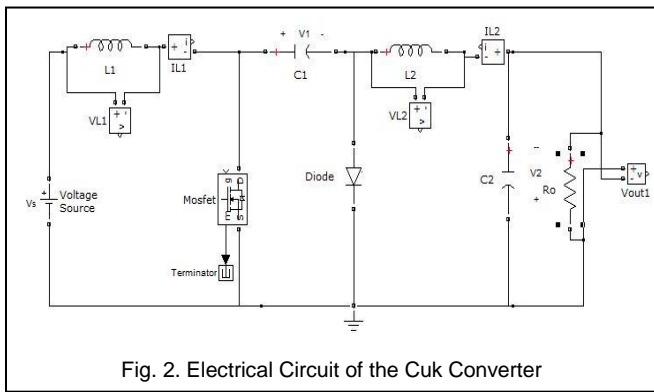 + V1 -
IL2
L1
IL1
C1
L2
VL1
VL2
Vs
Voltage
Source
Mosfet
Diode
C2
V2
Ro
Vout1
Terminator
Fig. 2. Electrical Circuit of the Cuk Converter